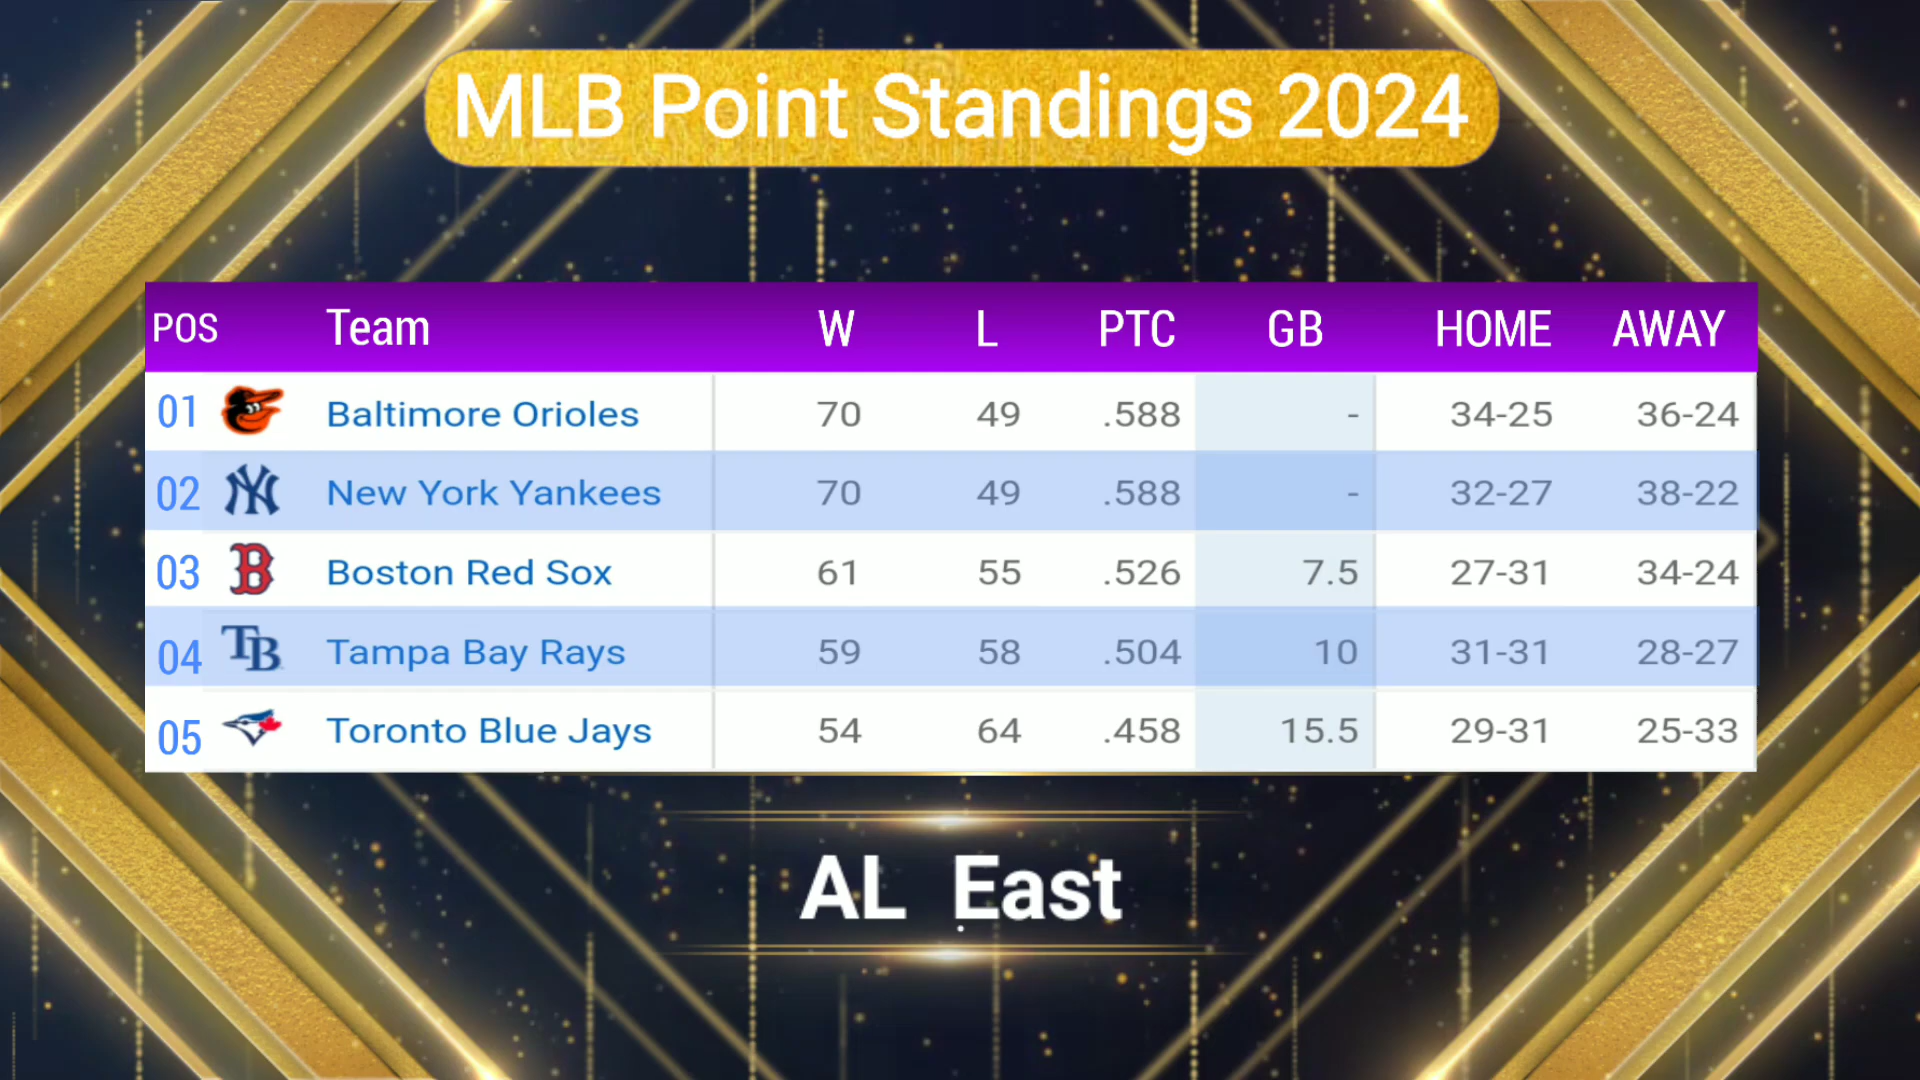 MLB Point Standings 2024
POS Team W L PTC GB HOME AWAY
01 Baltimore Orioles 70 49 .588 - 34-25 36-24
02 NY New York Yankees 70 49 .588 - 32-27 38-22
03 B Boston Red Sox 61 55 .526 7.5 27-31 34-24
04 TB Tampa Bay Rays 59 58 .504 10 31-31 28-27
05 Toronto Blue Jays 54 64 .458 15.5 29-31 25-33
AL East